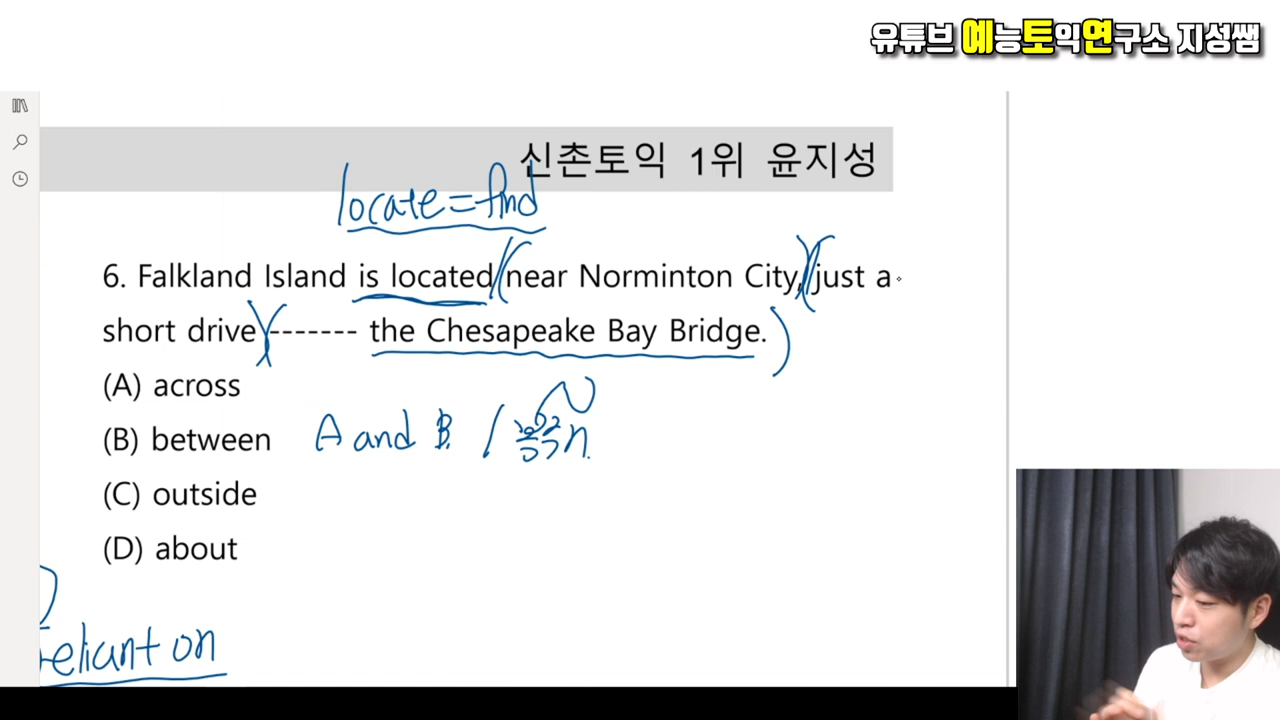 유튜브 예능토익연구소 지성쌤
신촌토익 1위 윤지성
locate=find
6. Falkland Island is located near Norminton City, just a
short drive ------- the Chesapeake Bay Bridge.
(A) across
(B) between A and B / 복수n.
(C) outside
(D) about
reliant on